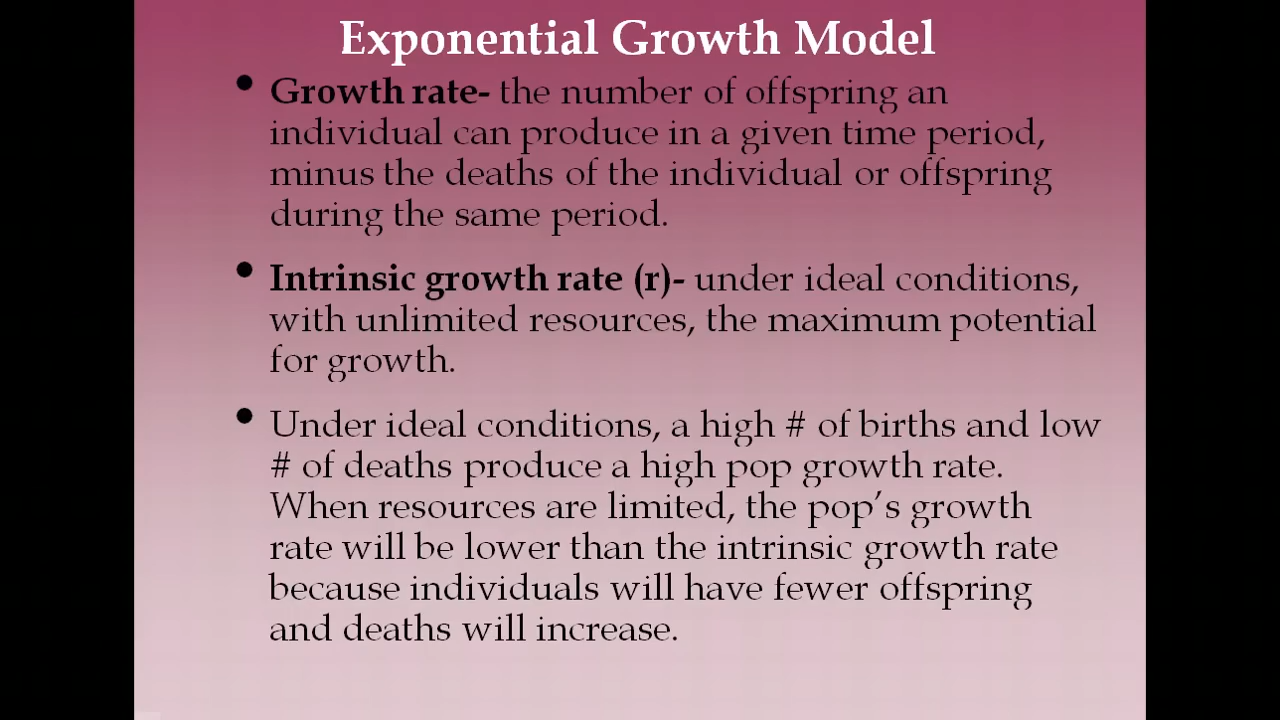 Exponential Growth Model
• Growth rate- the number of offspring an
individual can produce in a given time period,
minus the deaths of the individual or offspring
during the same period.
• Intrinsic growth rate (r)- under ideal conditions,
with unlimited resources, the maximum potential
for growth.
• Under ideal conditions, a high # of births and low
# of deaths produce a high pop growth rate.
When resources are limited, the pop’s growth
rate will be lower than the intrinsic growth rate
because individuals will have fewer offspring
and deaths will increase.